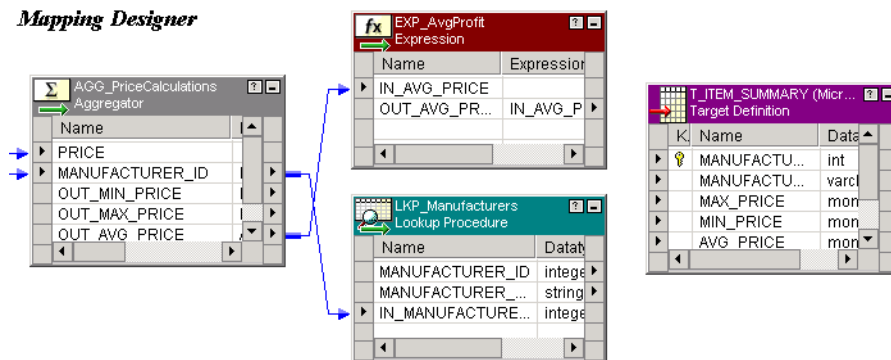 Mapping Designer
fx EXP_AvgProfit
Expression
Name Expression
IN_AVG_PRICE
OUT_AVG_PR... IN_AVG_P
Σ AGG_PriceCalculations
Aggregator
Name
PRICE
MANUFACTURER_ID
OUT_MIN_PRICE
OUT_MAX_PRICE
OUT_AVG_PRICE
T_ITEM_SUMMARY (Micr...
Target Definition
K. Name Data
MANUFACTU... int
MANUFACTU... varcl
MAX_PRICE mon
MIN_PRICE mon
AVG_PRICE mon
LKP_Manufacturers
Lookup Procedure
Name Dataty
MANUFACTURER_ID intege
MANUFACTURER_... string
IN_MANUFACTURE... intege